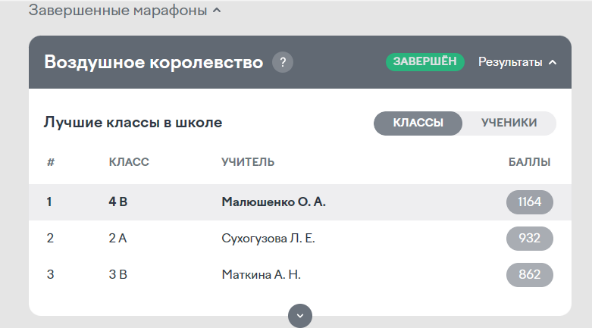 Завершенные марафоны
Воздушное королевство ? ЗАВЕРШЁН Результаты
Лучшие классы в школе КЛАССЫ УЧЕНИКИ
# КЛАСС УЧИТЕЛЬ БАЛЛЫ
1 4 В Малюшенко О. А. 1164
2 2 А Сухогузова Л. Е. 932
3 3 В Маткина А. Н. 862